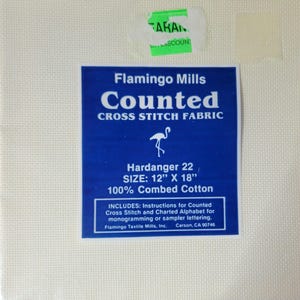 Flamingo Mills
Counted
CROSS STITCH FABRIC
Hardanger 22
SIZE: 12" X 18"
100% Combed Cotton
INCLUDES: Instructions for Counted
Cross Stitch and Charted Alphabet for
monogramming or sampler lettering.
Flamingo Textile Mills, Inc. Carson, CA 90746